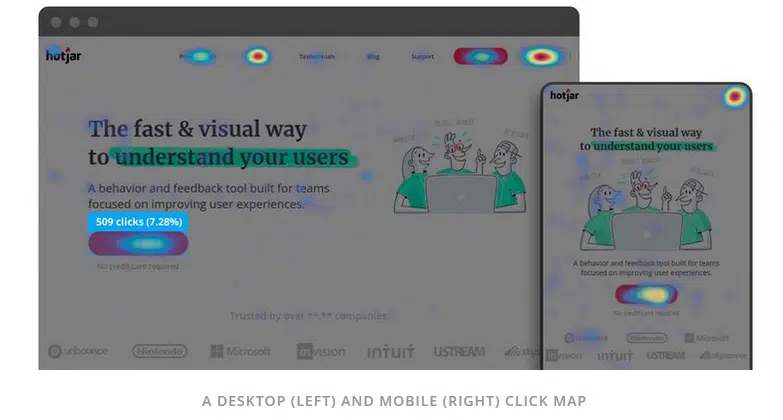 hotjar
Testimonials
Blog
Support
The fast & visual way
to understand your users
A behavior and feedback tool built for teams
focused on improving user experiences.
509 clicks (7.28%)
No credit card required
Trusted by over **,** companies
unbounce
Nintendo
Microsoft
invision
intuit
USTREAM
hotjar
The fast & visual way
to understand your users
A behavior and feedback tool built for teams
focused on improving user experiences.
No credit card required
unbounce
Nintendo
Microsoft
invision
intuit
USTREAM
skyscanner
A DESKTOP (LEFT) AND MOBILE (RIGHT) CLICK MAP